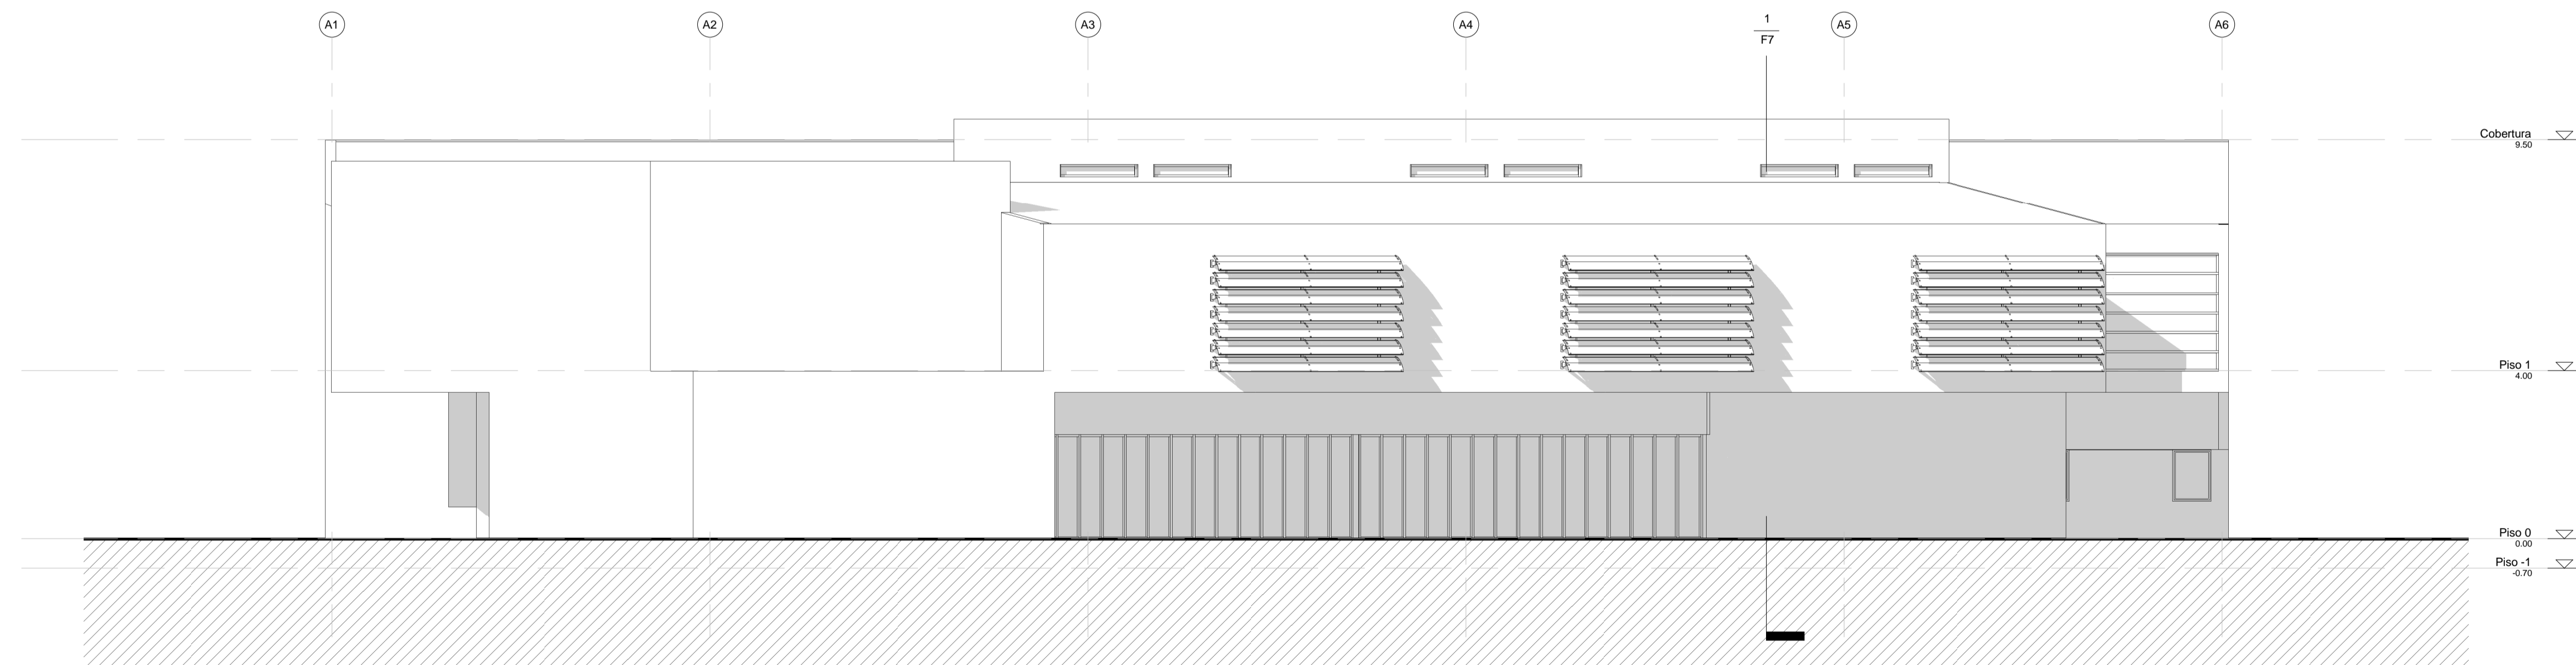 A1
A2
A3
A4
1
F7
A5
A6
Cobertura
9.50
Piso 1
4.00
Piso 0
0.00
Piso -1
-0.70